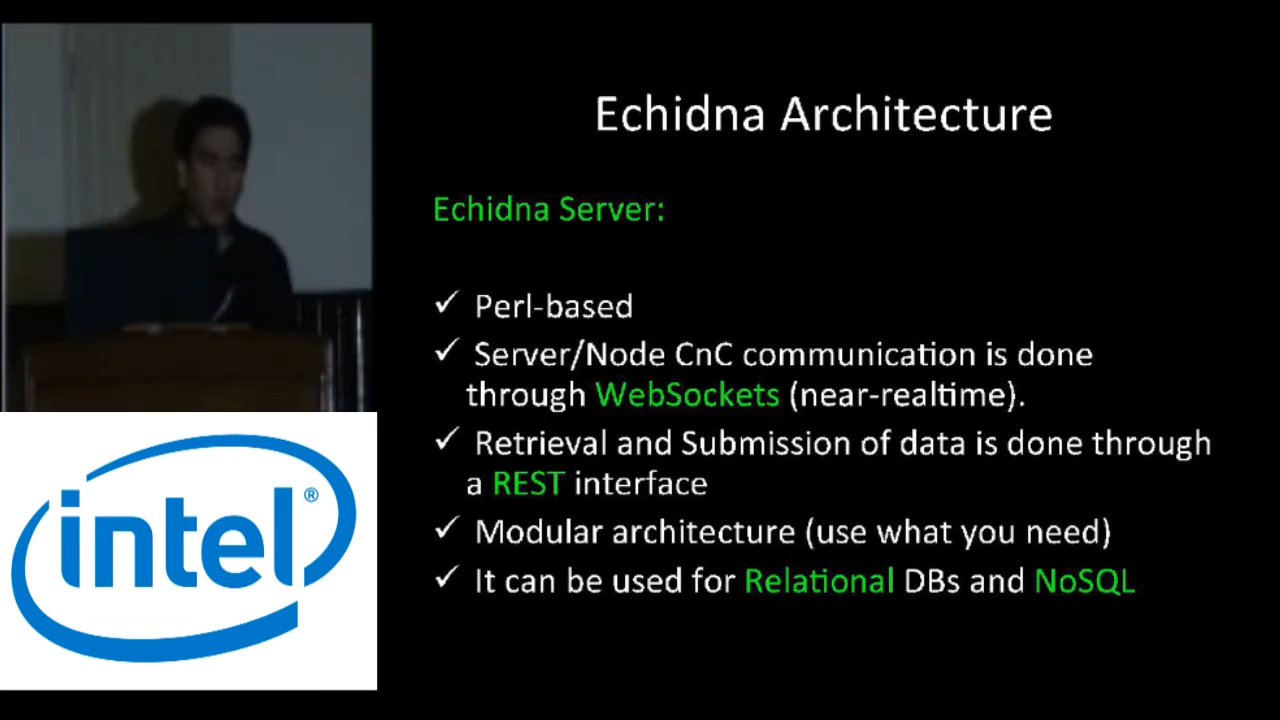 Echidna Architecture
Echidna Server:
✓ Perl-based
✓ Server/Node CnC communication is done
through WebSockets (near-realtime).
✓ Retrieval and Submission of data is done through
a REST interface
✓ Modular architecture (use what you need)
✓ It can be used for Relational DBs and NoSQL
intel®